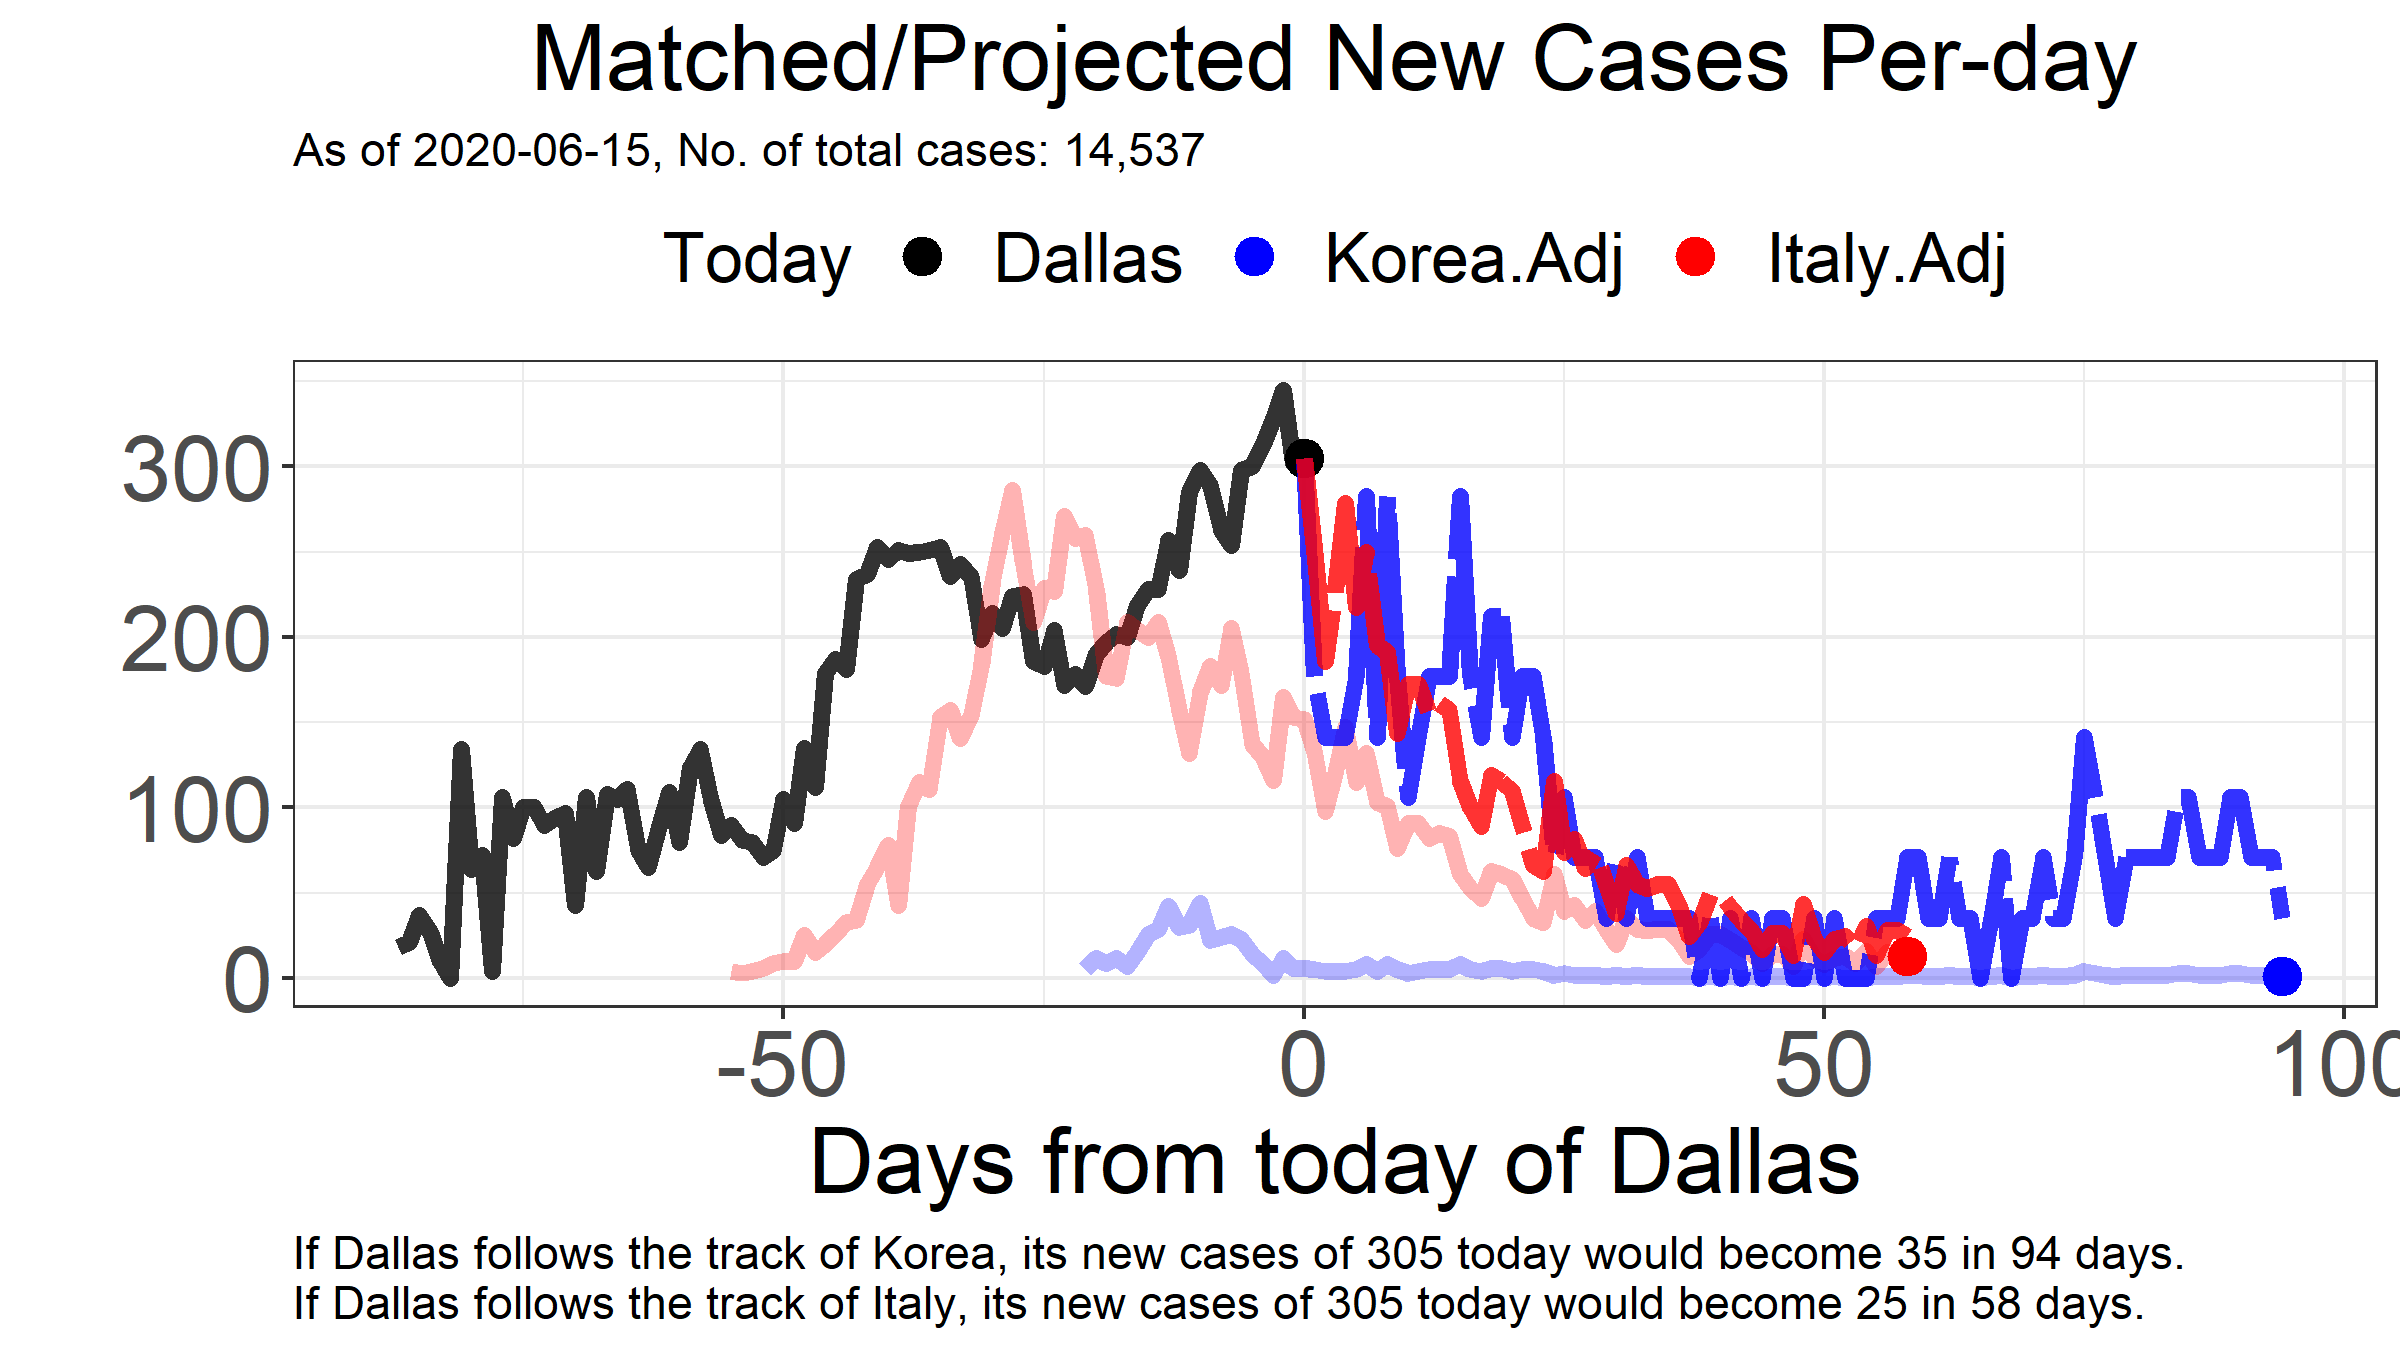 Matched/Projected New Cases Per-day
As of 2020-06-15, No. of total cases: 14,537
Today Dallas Korea.Adj Italy.Adj
300
200
100
0
-50 0 50 100
Days from today of Dallas
If Dallas follows the track of Korea, its new cases of 305 today would become 35 in 94 days.
If Dallas follows the track of Italy, its new cases of 305 today would become 25 in 58 days.